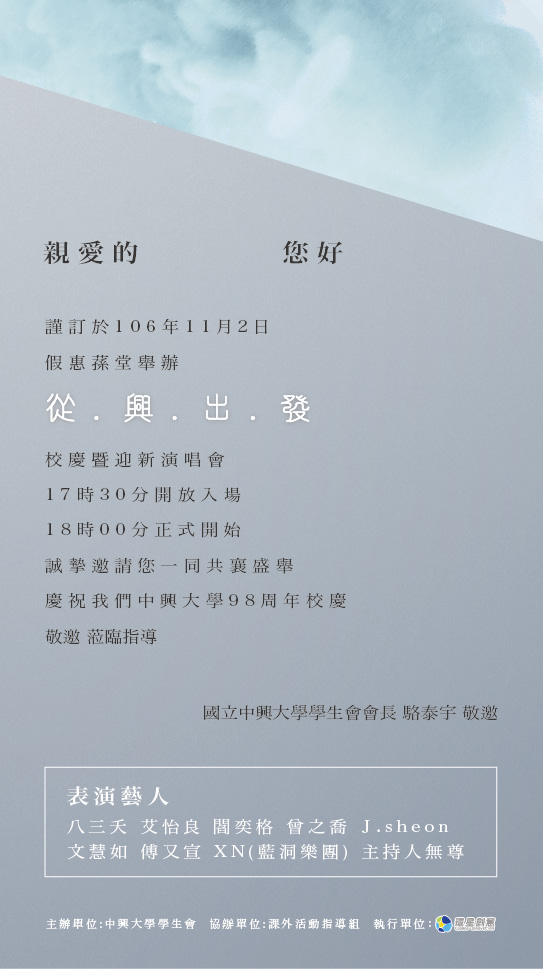 親愛的 您好
謹訂於106年11月2日
假惠蓀堂舉辦
從.興.出.發
校慶暨迎新演唱會
17時30分開放入場
18時00分正式開始
誠摯邀請您一同共襄盛舉
慶祝我們中興大學98周年校慶
敬邀 蒞臨指導
國立中興大學學生會會長 駱泰宇 敬邀
表演藝人
八三夭 艾怡良 閻奕格 曾之喬 J.sheon
文慧如 傅又宣 XN(藍洞樂團) 主持人無尊
主辦單位:中興大學學生會 協辦單位:課外活動指導組 執行單位: